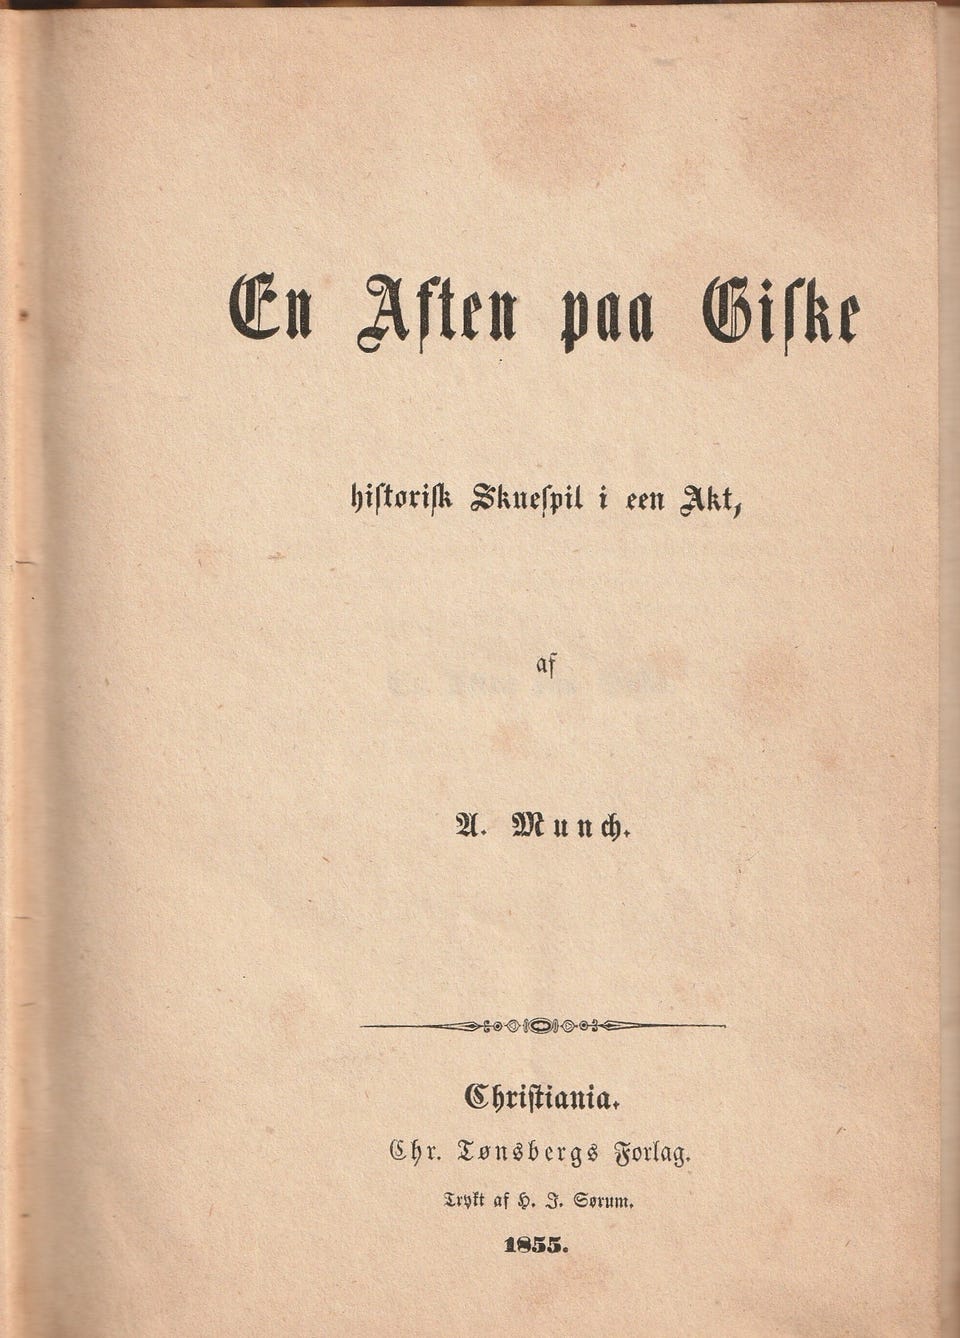 En Aften paa Giske
historisk Skuespil i een Akt,
af
A. Munch.
Christiania.
Chr. Tønsbergs Forlag.
Trykt af H. J. Sørum.
1855.